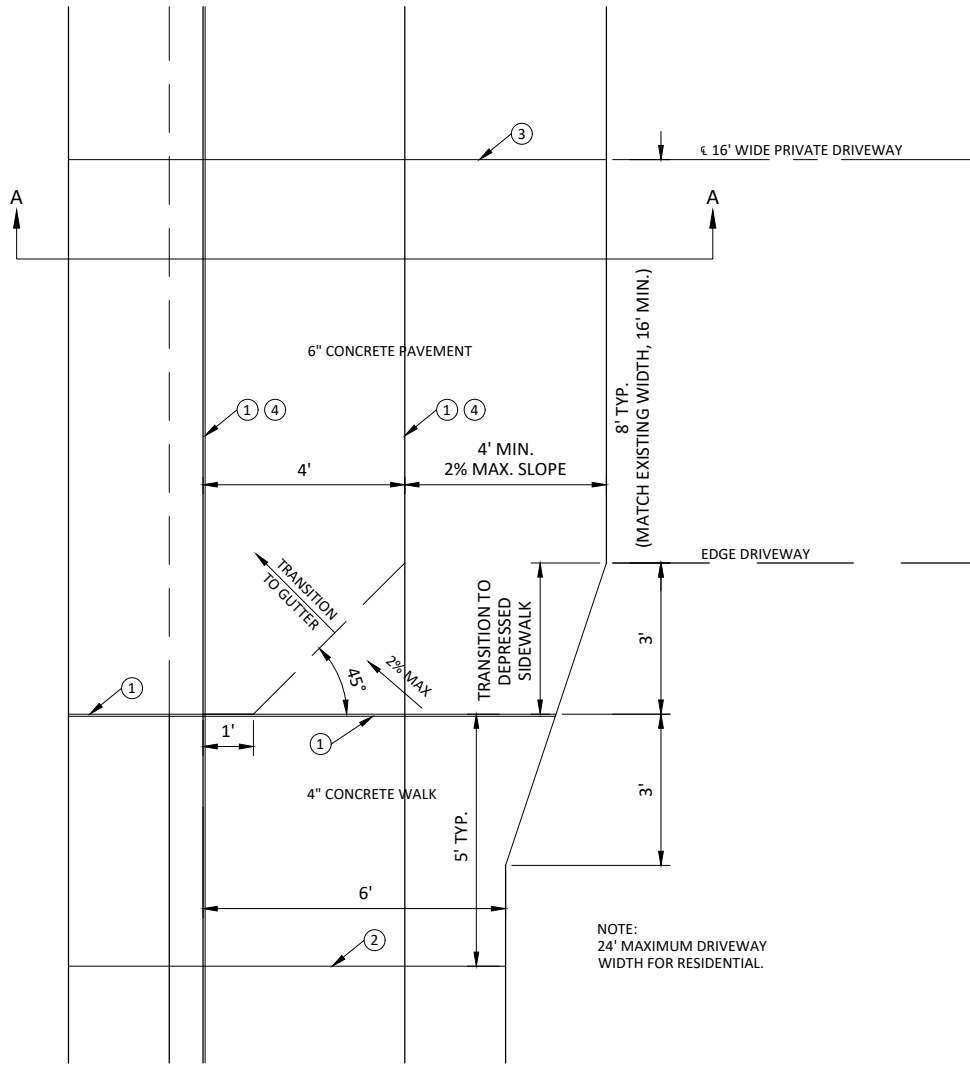 ③
℄ 16' WIDE PRIVATE DRIVEWAY
A
A
8' TYP.
(MATCH EXISTING WIDTH, 16' MIN.)
6" CONCRETE PAVEMENT
① ④
① ④
4'
4' MIN.
2% MAX. SLOPE
EDGE DRIVEWAY
TRANSITION
TO GUTTER
TRANSITION TO
DEPRESSED
SIDEWALK
3'
45°
2% MAX
①
1'
①
4" CONCRETE WALK
5' TYP.
3'
6'
②
NOTE:
24' MAXIMUM DRIVEWAY
WIDTH FOR RESIDENTIAL.